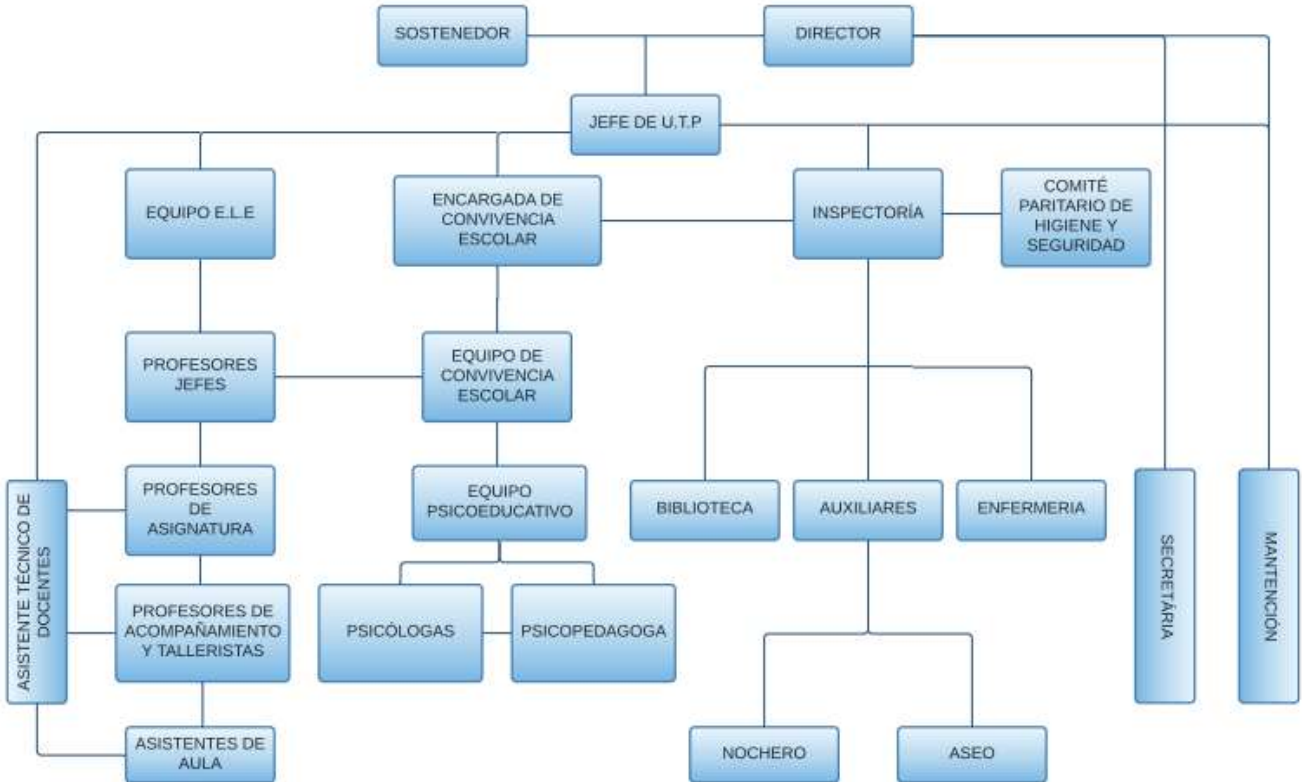 SOSTENEDOR
DIRECTOR
JEFE DE U.T.P
EQUIPO E.L.E
ENCARGADA DE
CONVIVENCIA
ESCOLAR
INSPECTORÍA
COMITÉ
PARITARIO DE
HIGIENE Y
SEGURIDAD
PROFESORES
JEFES
EQUIPO DE
CONVIVENCIA
ESCOLAR
ASISTENTE TÉCNICO DE
DOCENTES
PROFESORES
DE
ASIGNATURA
EQUIPO
PSICOEDUCATIVO
BIBLIOTECA
AUXILIARES
ENFERMERIA
SECRETÁRIA
MANTENCIÓN
PROFESORES DE
ACOMPAÑAMIENTO
Y TALLERISTAS
PSICÓLOGAS
PSICOPEDAGOGA
ASISTENTES DE
AULA
NOCHERO
ASEO